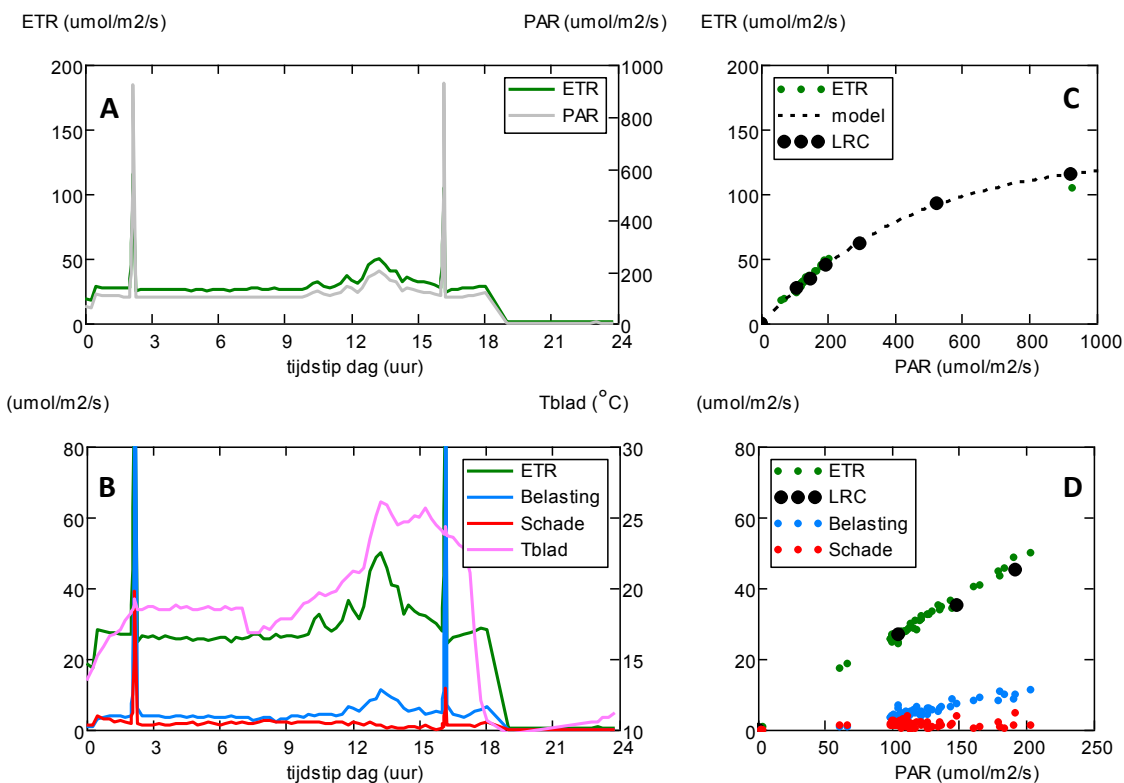 ETR (umol/m2/s) PAR (umol/m2/s) ETR (umol/m2/s)
A
200
150
100
50
0
1000
800
600
400
200
0
ETR
PAR
0 3 6 9 12 15 18 21 24
tijdstip dag (uur)
C
200
150
100
50
0
ETR
model
LRC
0 200 400 600 800 1000
PAR (umol/m2/s)
(umol/m2/s) Tblad (°C) (umol/m2/s)
B
80
60
40
20
0
30
25
20
15
10
ETR
Belasting
Schade
Tblad
0 3 6 9 12 15 18 21 24
tijdstip dag (uur)
D
80
60
40
20
0
ETR
LRC
Belasting
Schade
0 50 100 150 200 250
PAR (umol/m2/s)